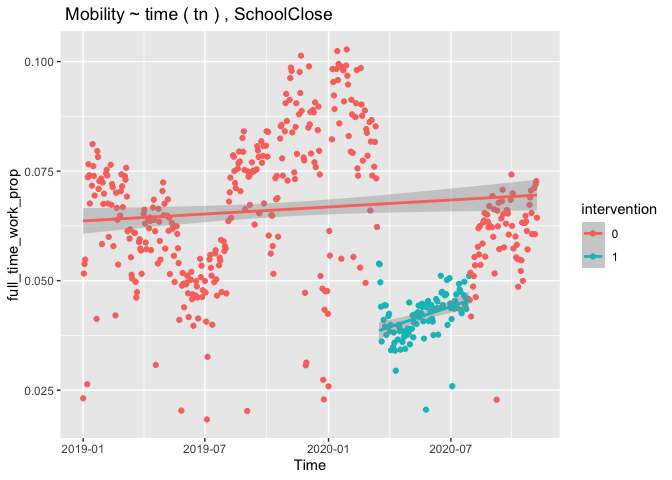 Mobility ~ time ( tn ) , SchoolClose
0.100
0.075
0.050
0.025
full_time_work_prop
2019-01
2019-07
2020-01
2020-07
Time
intervention
0
1